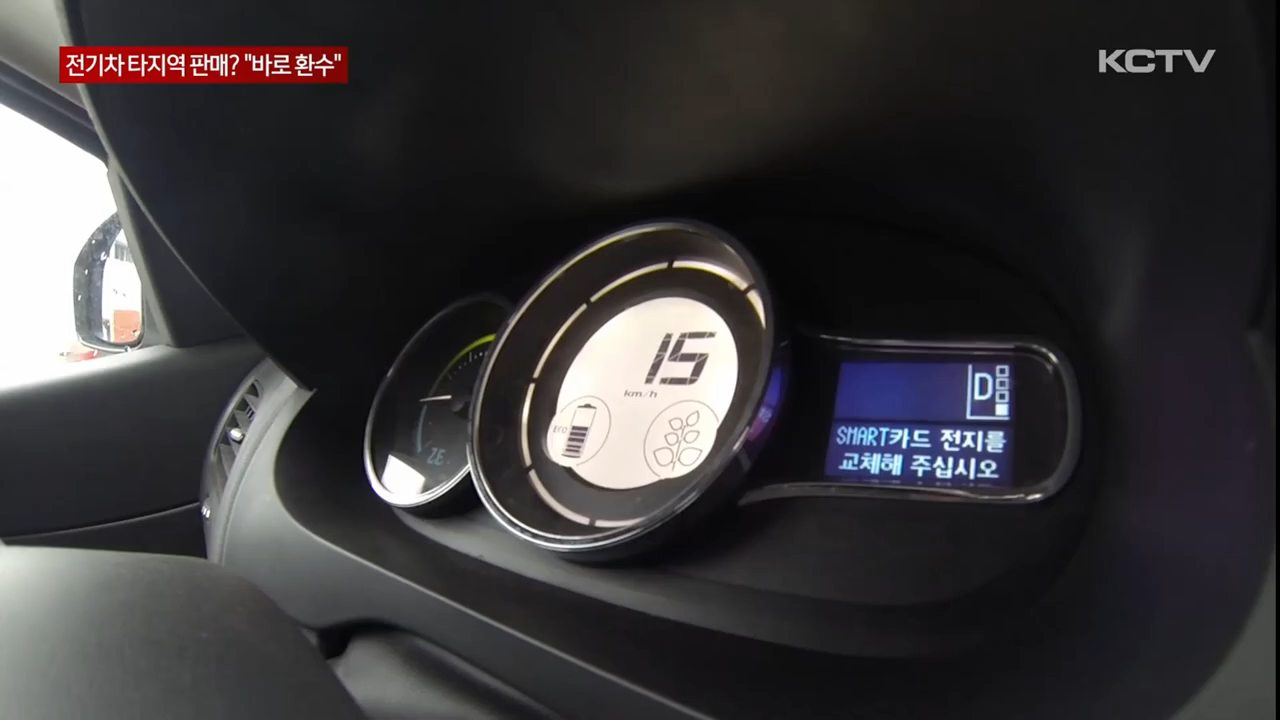 전기차 타지역 판매? "바로 환수"
KCTV
15
km/h
ECO
D
SMART카드 전지를
교체해 주십시오